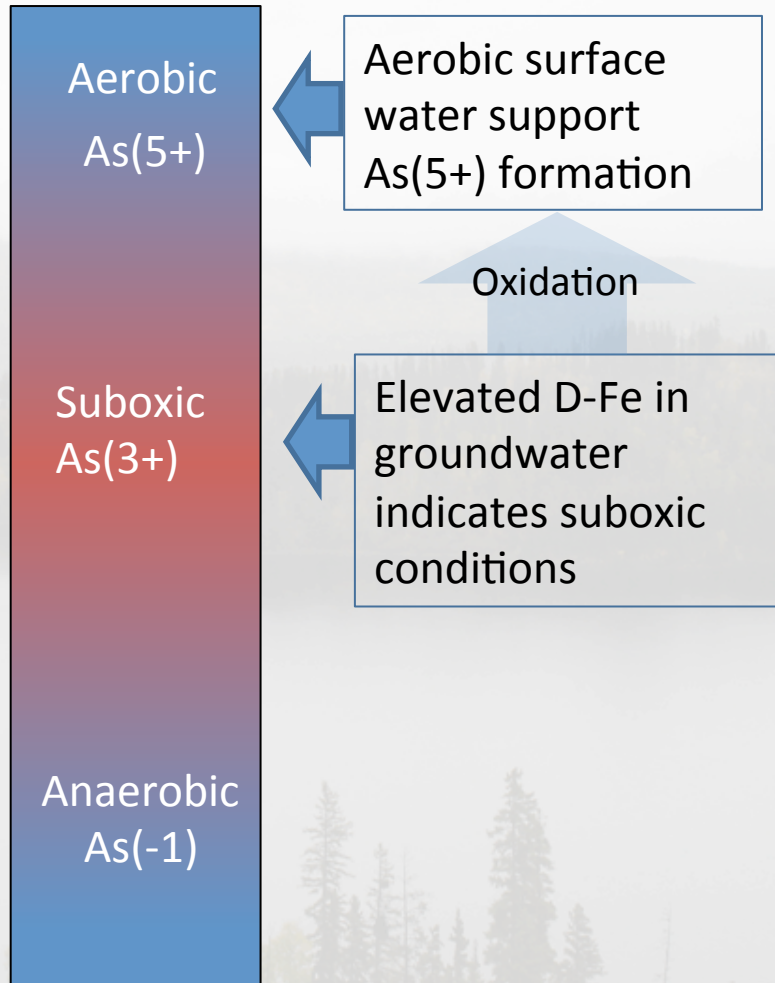 Aerobic
As(5+)
Aerobic surface
water support
As(5+) formation
Oxidation
Suboxic
As(3+)
Elevated D-Fe in
groundwater
indicates suboxic
conditions
Anaerobic
As(-1)